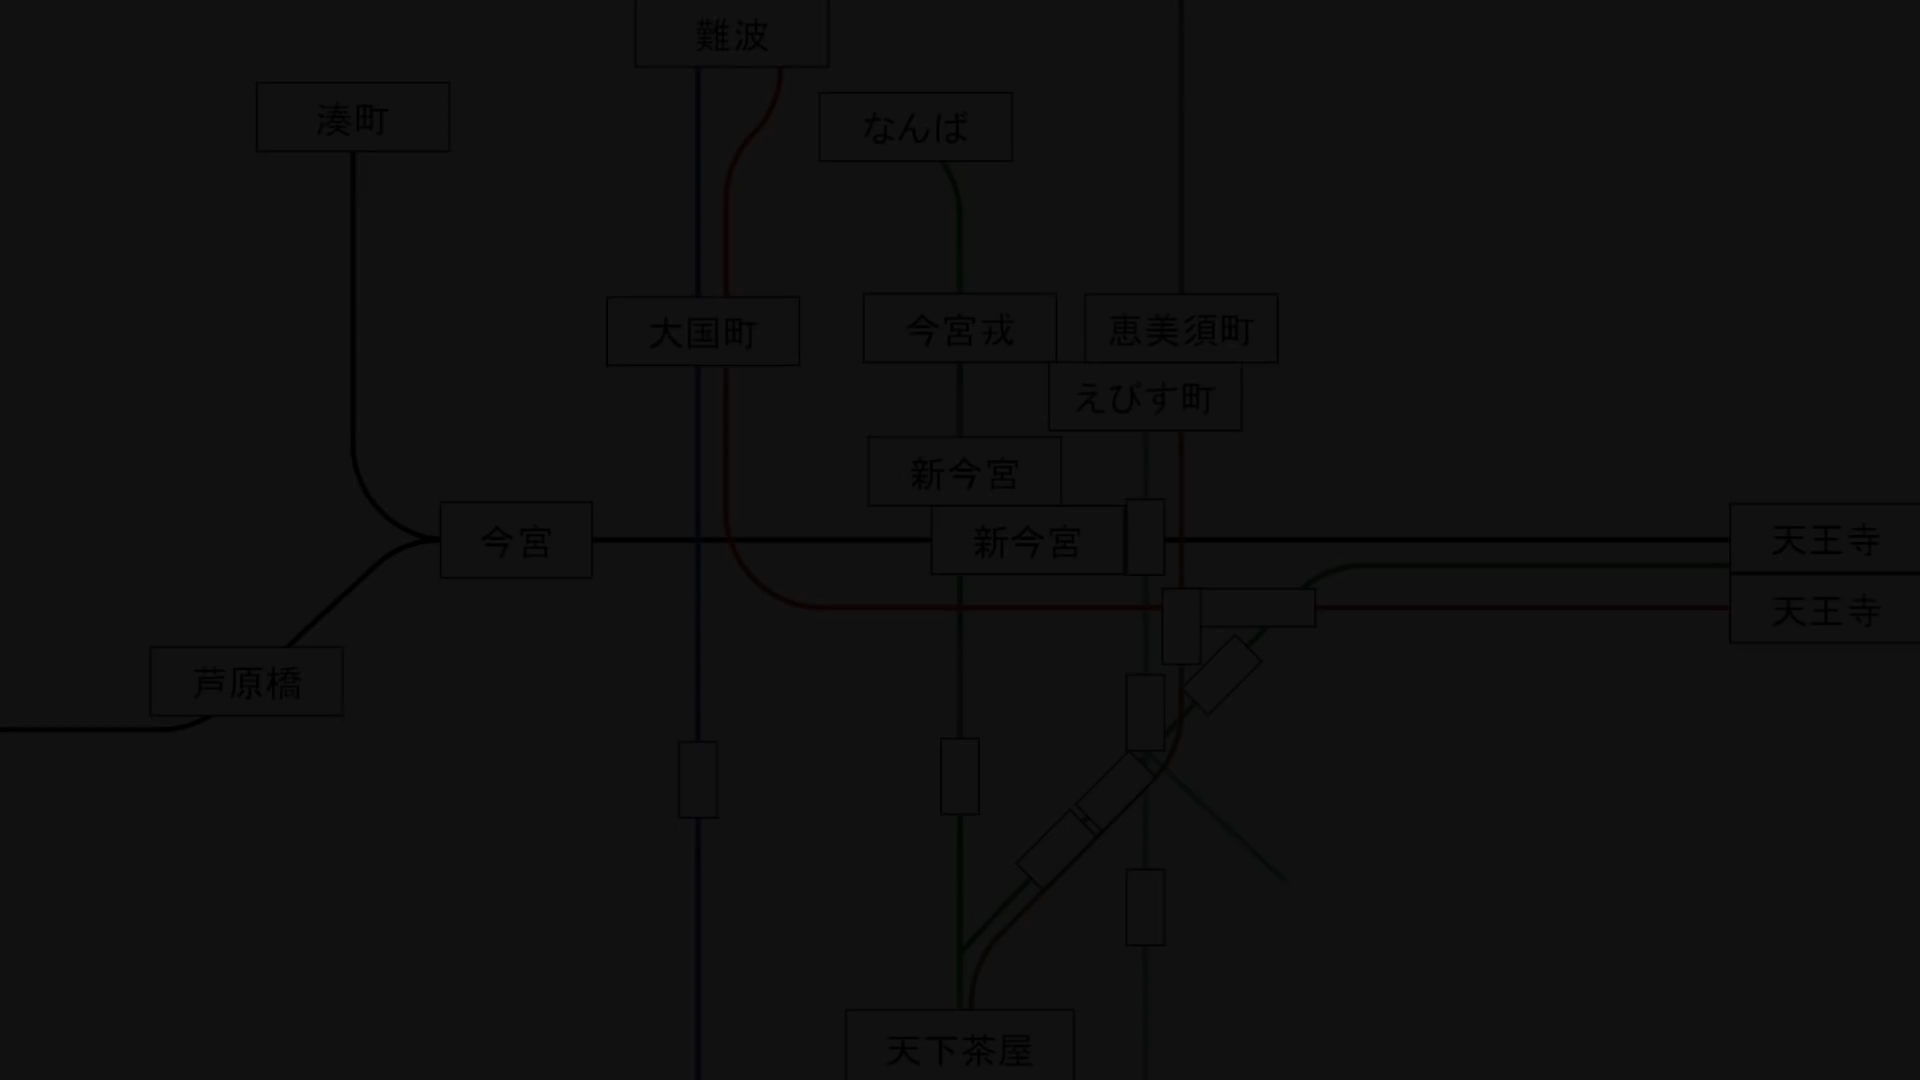 難波
湊町
なんば
大国町
今宮戎
恵美須町
えびす町
新今宮
今宮
新今宮
天王寺
天王寺
芦原橋
天下茶屋